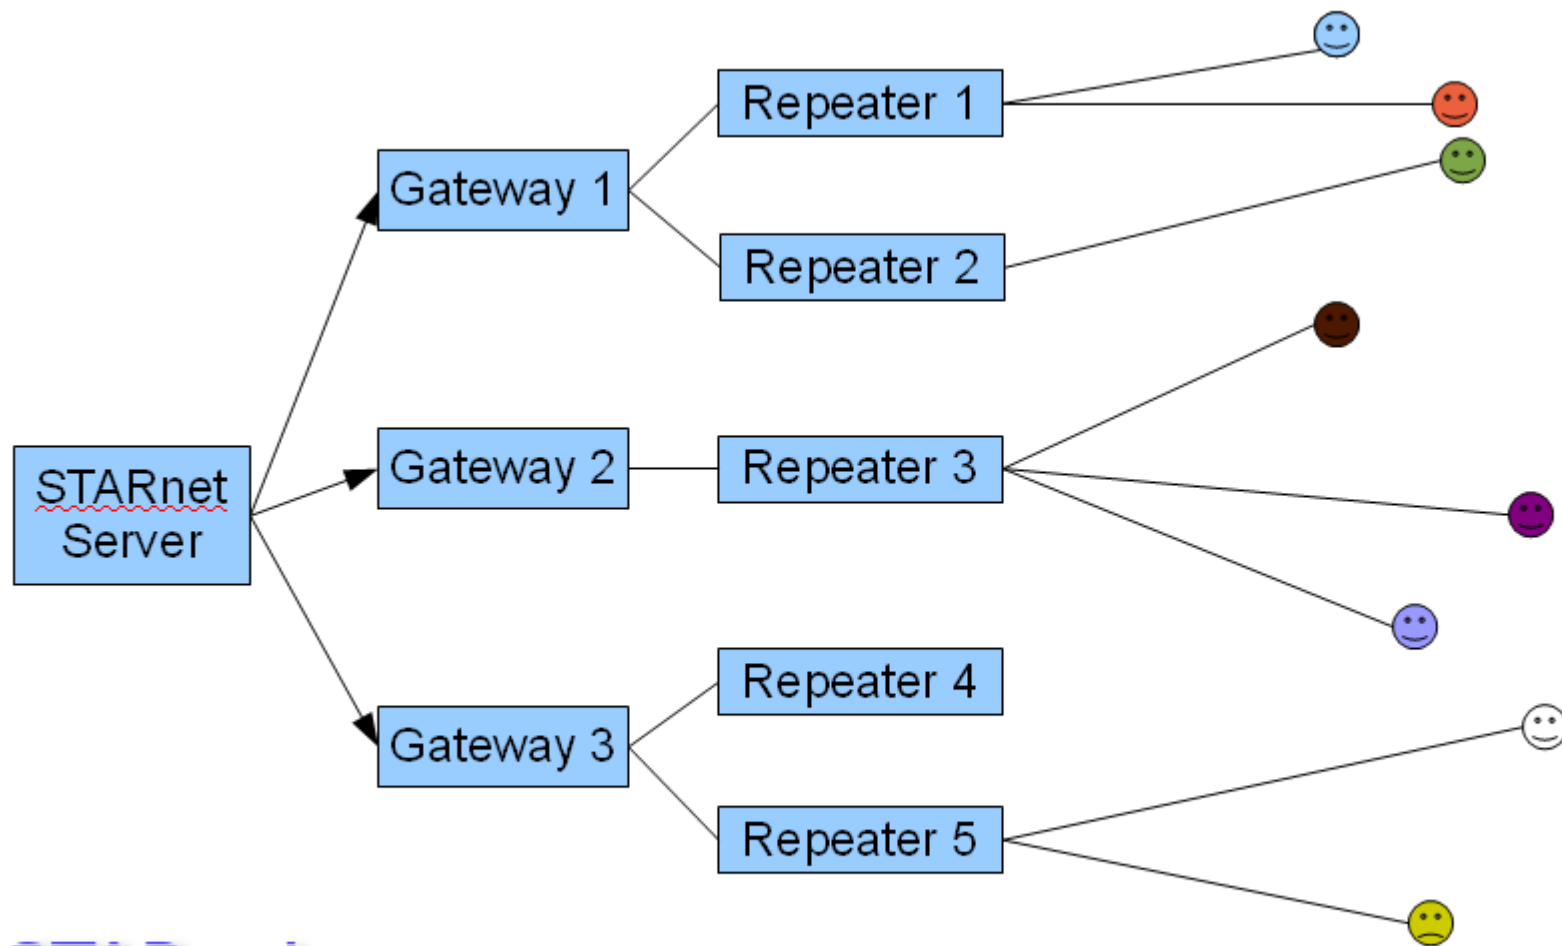 Repeater 1
Gateway 1
Repeater 2
Gateway 2
Repeater 3
STARnet
Server
Repeater 4
Gateway 3
Repeater 5